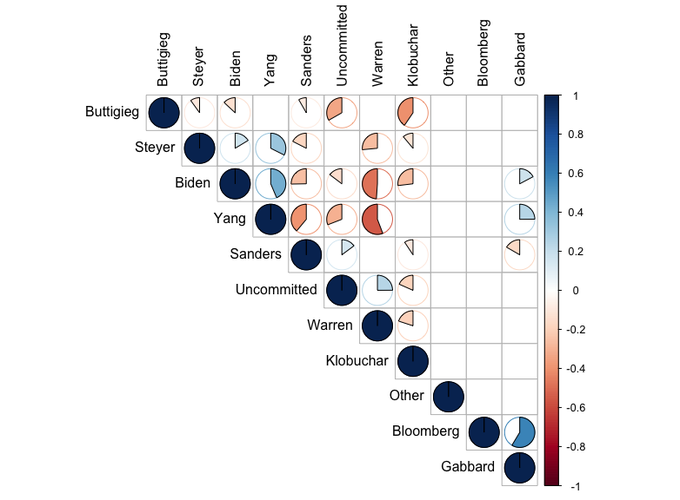 Buttigieg
Steyer
Biden
Yang
Sanders
Uncommitted
Warren
Klobuchar
Other
Bloomberg
Gabbard
Buttigieg
Steyer
Biden
Yang
Sanders
Uncommitted
Warren
Klobuchar
Other
Bloomberg
Gabbard
1
0.8
0.6
0.4
0.2
0
-0.2
-0.4
-0.6
-0.8
-1